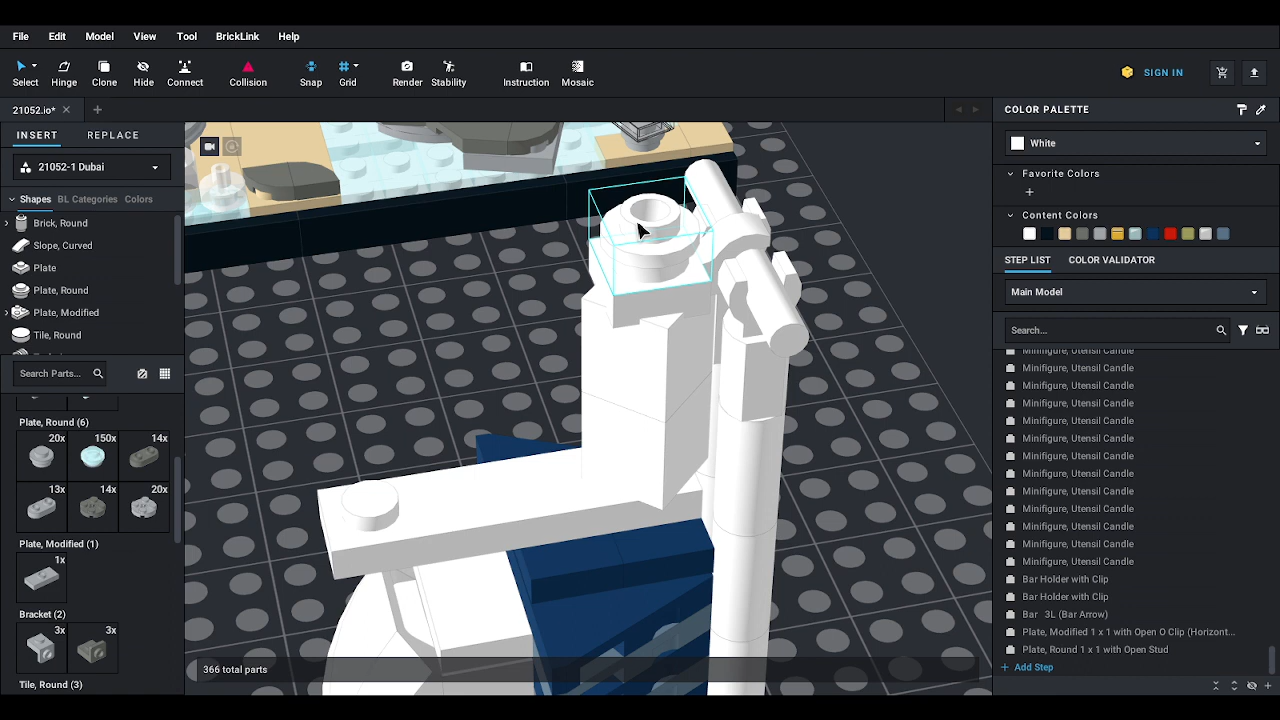 File Edit Model View Tool BrickLink Help
Select Hinge Clone Hide Connect Collision Snap Grid Render Stability Instruction Mosaic SIGN IN
21052.io*
INSERT REPLACE
21052-1 Dubai
Shapes BL Categories Colors
Brick, Round
Slope, Curved
Plate
Plate, Round
Plate, Modified
Tile, Round
Search Parts...
Plate, Round (6)
20x 150x 14x
13x 14x 20x
Plate, Modified (1)
1x
Bracket (2)
3x 3x
Tile, Round (3)
366 total parts
COLOR PALETTE
White
Favorite Colors
Content Colors
STEP LIST COLOR VALIDATOR
Main Model
Search...
Minifigure, Utensil Candle
Minifigure, Utensil Candle
Minifigure, Utensil Candle
Minifigure, Utensil Candle
Minifigure, Utensil Candle
Minifigure, Utensil Candle
Minifigure, Utensil Candle
Minifigure, Utensil Candle
Minifigure, Utensil Candle
Minifigure, Utensil Candle
Minifigure, Utensil Candle
Minifigure, Utensil Candle
Minifigure, Utensil Candle
Bar Holder with Clip
Bar Holder with Clip
Bar 3L (Bar Arrow)
Plate, Modified 1 x 1 with Open O Clip (Horizont...
Plate, Round 1 x 1 with Open Stud
Add Step